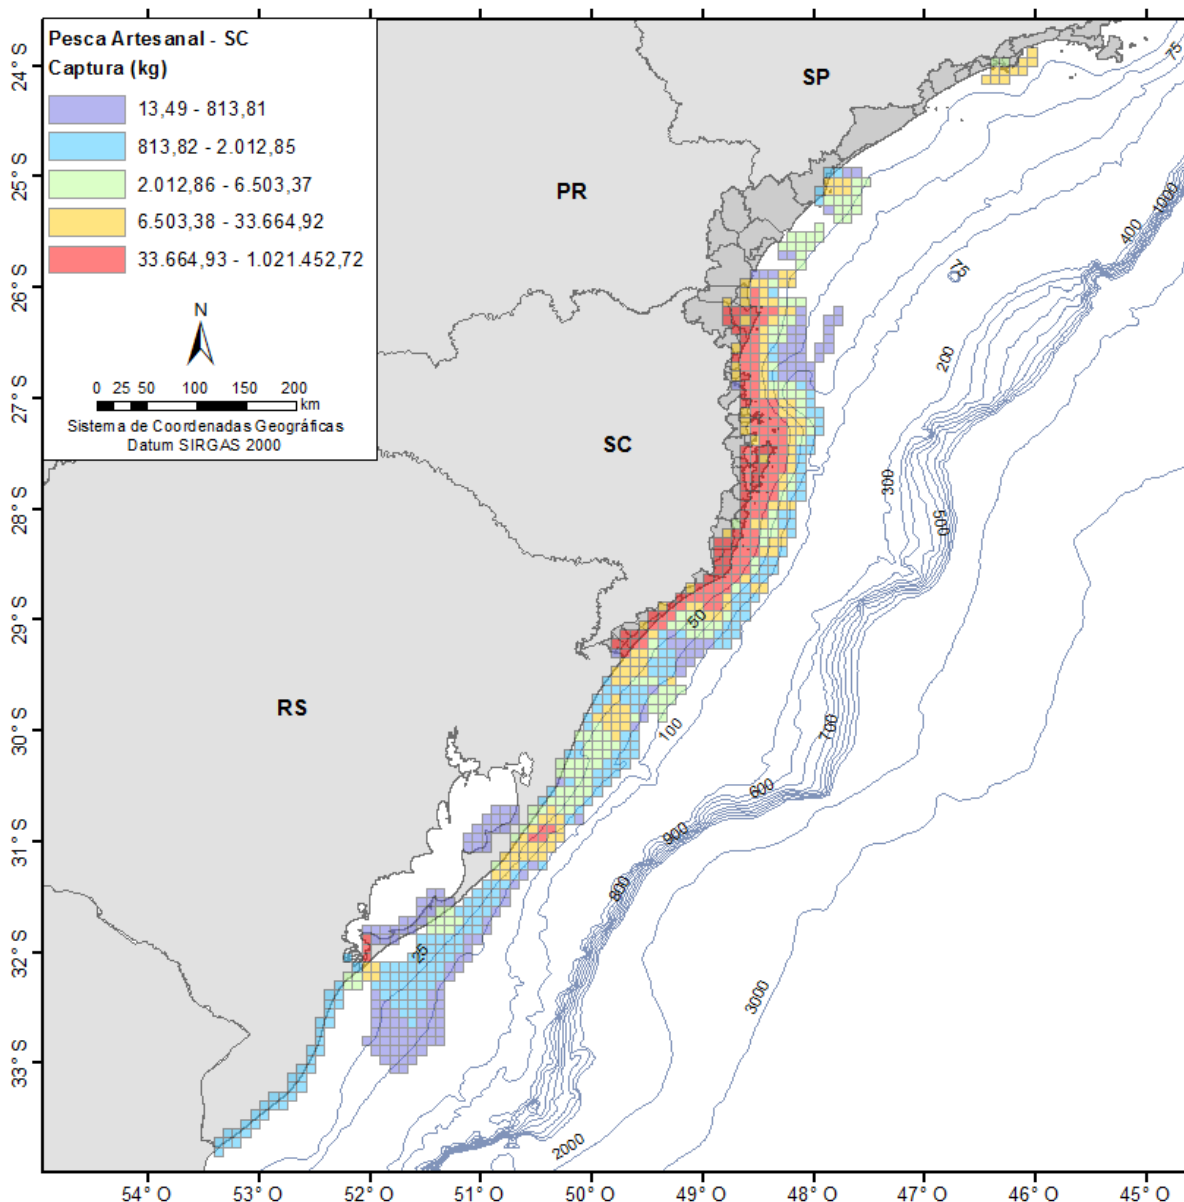 Pesca Artesanal - SC
Captura (kg)
13,49 - 813,81
813,82 - 2.012,85
2.012,86 - 6.503,37
6.503,38 - 33.664,92
33.664,93 - 1.021.452,72
N
0 25 50 100 150 200
km
Sistema de Coordenadas Geográficas
Datum SIRGAS 2000
SP
PR
SC
RS
24° S
25° S
26° S
27° S
28° S
29° S
30° S
31° S
32° S
33° S
75
1000
400
75
200
300
500
50
100
700
600
900
800
25
3000
2000
54° O 53° O 52° O 51° O 50° O 49° O 48° O 47° O 46° O 45° O